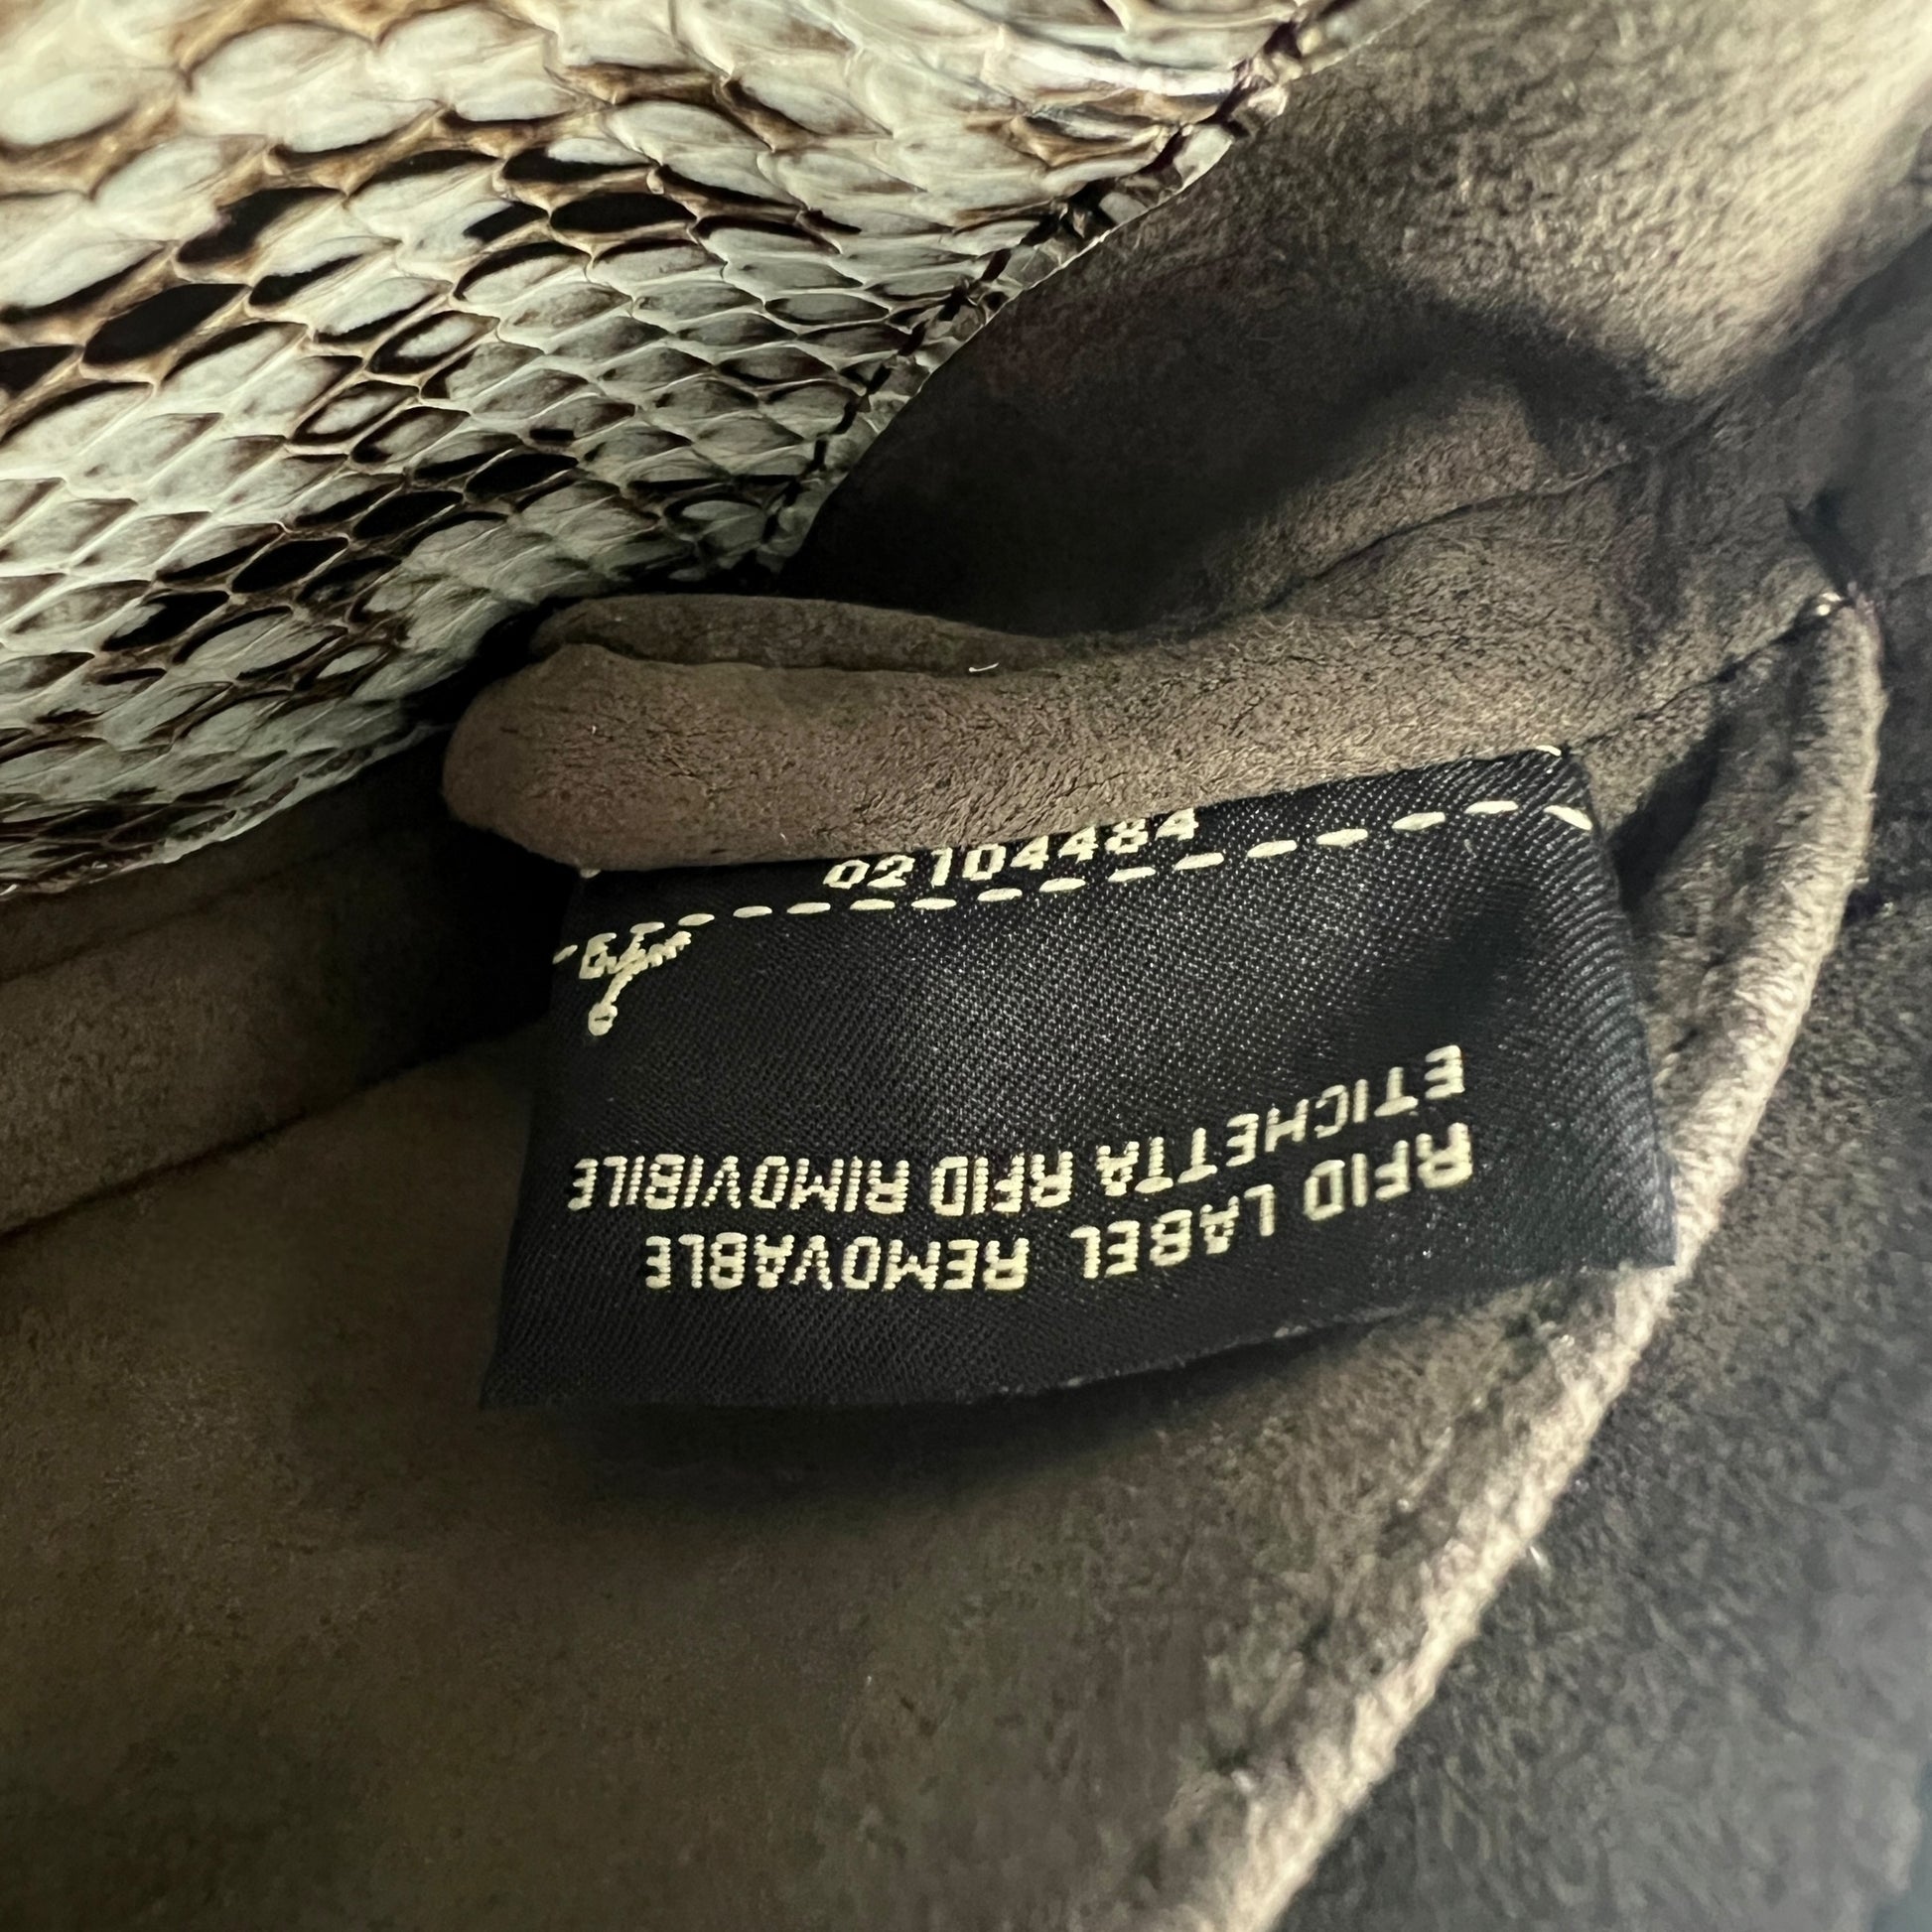 02104484
RFID LABEL REMOVABLE
ETICHETTA RFID RIMOVIBILE